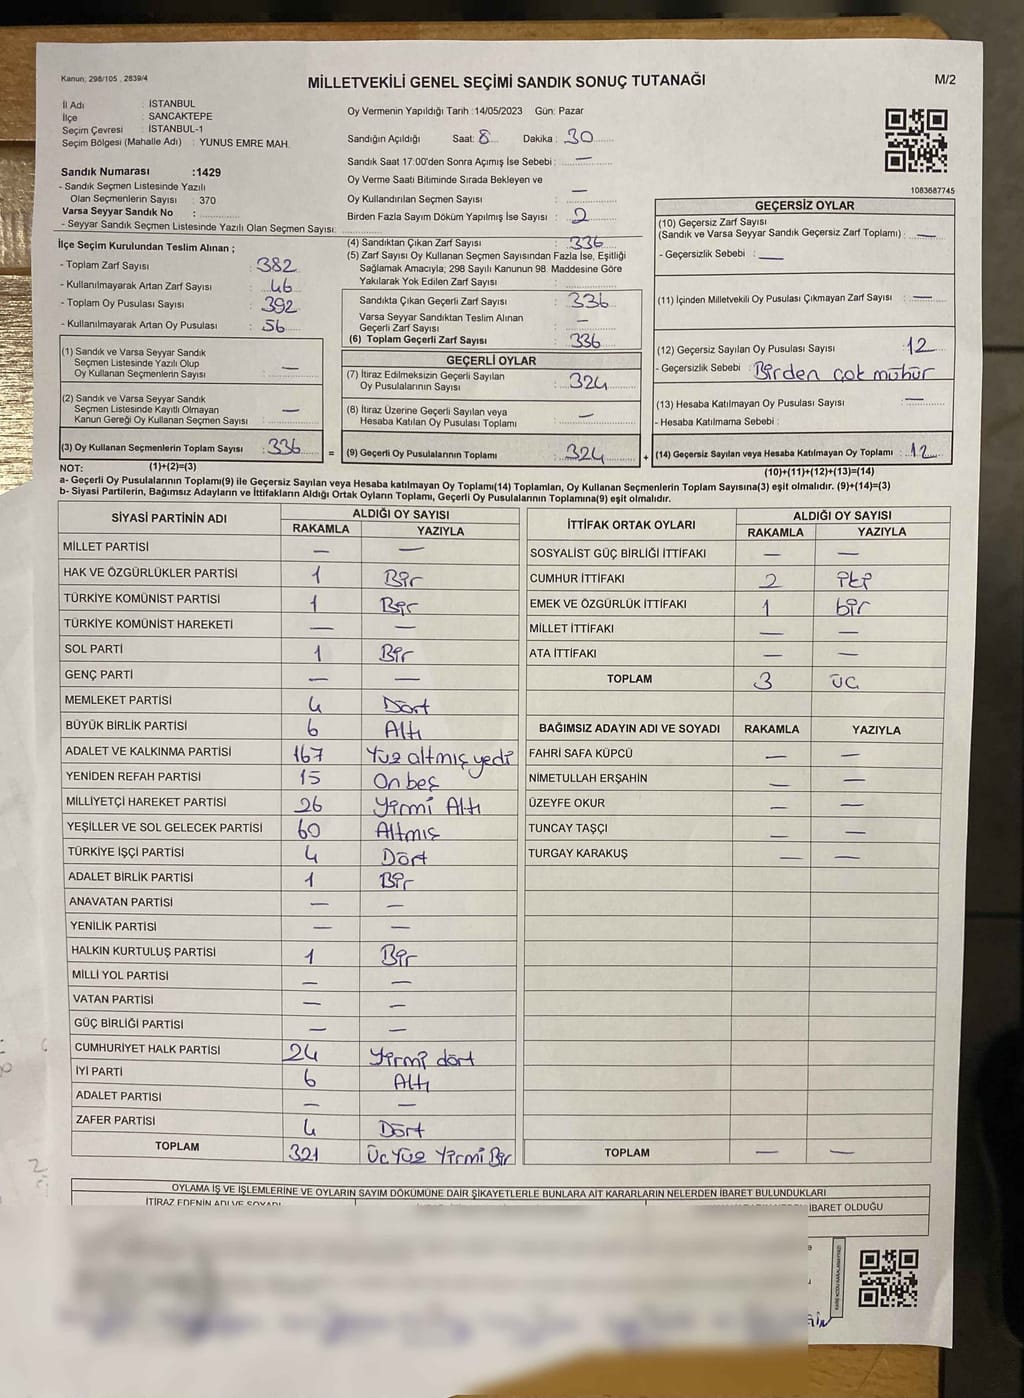 Kanun, 298/105 , 2839/4
MİLLETVEKİLİ GENEL SEÇİMİ SANDIK SONUÇ TUTANAĞI
M/2
İl Adı : İSTANBUL
İlçe : SANCAKTEPE
Seçim Çevresi : İSTANBUL-1
Seçim Bölgesi (Mahalle Adı) : YUNUS EMRE MAH.
Oy Vermenin Yapıldığı Tarih :14/05/2023 Gün: Pazar
Sandığın Açıldığı Saat: 8 Dakika : 30
Sandık Saat 17:00'den Sonra Açımış İse Sebebi : —
Oy Verme Saati Bitiminde Sırada Bekleyen ve
Oy Kullandırılan Seçmen Sayısı —
Birden Fazla Sayım Döküm Yapılmış İse Sayısı : 2
1083687745
Sandık Numarası :1429
- Sandık Seçmen Listesinde Yazılı
Olan Seçmenlerin Sayısı : 370
Varsa Seyyar Sandık No :
- Seyyar Sandık Seçmen Listesinde Yazılı Olan Seçmen Sayısı:
İlçe Seçim Kurulundan Teslim Alınan ;
- Toplam Zarf Sayısı : 382
- Kullanılmayarak Artan Zarf Sayısı : 46
- Toplam Oy Pusulası Sayısı : 392
- Kullanılmayarak Artan Oy Pusulası : 56
(4) Sandıktan Çıkan Zarf Sayısı : 336
(5) Zarf Sayısı Oy Kullanan Seçmen Sayısından Fazla İse, Eşitliği
Sağlamak Amacıyla; 298 Sayılı Kanunun 98. Maddesine Göre
Yakılarak Yok Edilen Zarf Sayısı :
Sandıkta Çıkan Geçerli Zarf Sayısı : 336
Varsa Seyyar Sandıktan Teslim Alınan
Geçerli Zarf Sayısı : —
(6) Toplam Geçerli Zarf Sayısı : 336
GEÇERSİZ OYLAR
(10) Geçersiz Zarf Sayısı
(Sandık ve Varsa Seyyar Sandık Geçersiz Zarf Toplamı) : —
- Geçersizlik Sebebi : —
(11) İçinden Milletvekili Oy Pusulası Çıkmayan Zarf Sayısı : —
(12) Geçersiz Sayılan Oy Pusulası Sayısı : 12
- Geçersizlik Sebebi : Birden çok mühür
(13) Hesaba Katılmayan Oy Pusulası Sayısı : —
- Hesaba Katılmama Sebebi :
(14) Geçersiz Sayılan veya Hesaba Katılmayan Oy Toplamı : 12
(10)+(11)+(12)+(13)=(14)
(1) Sandık ve Varsa Seyyar Sandık
Seçmen Listesinde Yazılı Olup
Oy Kullanan Seçmenlerin Sayısı : —
(2) Sandık ve Varsa Seyyar Sandık
Seçmen Listesinde Kayıtlı Olmayan
Kanun Gereği Oy Kullanan Seçmen Sayısı : —
(3) Oy Kullanan Seçmenlerin Toplam Sayısı : 336 =
(1)+(2)=(3)
GEÇERLİ OYLAR
(7) İtiraz Edilmeksizin Geçerli Sayılan
Oy Pusulalarının Sayısı : 324
(8) İtiraz Üzerine Geçerli Sayılan veya
Hesaba Katılan Oy Pusulası Toplamı : —
(9) Geçerli Oy Pusulalarının Toplamı : 324 +
NOT:
a- Geçerli Oy Pusulalarının Toplamı(9) ile Geçersiz Sayılan veya Hesaba katılmayan Oy Toplamı(14) Toplamları, Oy Kullanan Seçmenlerin Toplam Sayısına(3) eşit olmalıdır. (9)+(14)=(3)
b- Siyasi Partilerin, Bağımsız Adayların ve İttifakların Aldığı Ortak Oyların Toplamı, Geçerli Oy Pusulalarının Toplamına(9) eşit olmalıdır.
SİYASİ PARTİNİN ADI ALDIĞI OY SAYISI
RAKAMLA YAZIYLA
MİLLET PARTİSİ — —
HAK VE ÖZGÜRLÜKLER PARTİSİ 1 Bir
TÜRKİYE KOMÜNİST PARTİSİ 1 Bir
TÜRKİYE KOMÜNİST HAREKETİ — —
SOL PARTİ 1 Bir
GENÇ PARTİ — —
MEMLEKET PARTİSİ 4 Dört
BÜYÜK BİRLİK PARTİSİ 6 Altı
ADALET VE KALKINMA PARTİSİ 167 Yüz altmış yedi
YENİDEN REFAH PARTİSİ 15 On beş
MİLLİYETÇİ HAREKET PARTİSİ 26 Yirmi Altı
YEŞİLLER VE SOL GELECEK PARTİSİ 60 Altmış
TÜRKİYE İŞÇİ PARTİSİ 4 Dört
ADALET BİRLİK PARTİSİ 1 Bir
ANAVATAN PARTİSİ — —
YENİLİK PARTİSİ — —
HALKIN KURTULUŞ PARTİSİ 1 Bir
MİLLİ YOL PARTİSİ — —
VATAN PARTİSİ — —
GÜÇ BİRLİĞİ PARTİSİ — —
CUMHURİYET HALK PARTİSİ 24 Yirmi dört
İYİ PARTİ 6 Altı
ADALET PARTİSİ — —
ZAFER PARTİSİ 4 Dört
TOPLAM 321 Üç Yüz Yirmi Bir
İTTİFAK ORTAK OYLARI ALDIĞI OY SAYISI
RAKAMLA YAZIYLA
SOSYALİST GÜÇ BİRLİĞİ İTTİFAKI — —
CUMHUR İTTİFAKI 2 iki
EMEK VE ÖZGÜRLÜK İTTİFAKI 1 bir
MİLLET İTTİFAKI — —
ATA İTTİFAKI — —
TOPLAM 3 ÜÇ
BAĞIMSIZ ADAYIN ADI VE SOYADI RAKAMLA YAZIYLA
FAHRİ SAFA KÜPCÜ — —
NİMETULLAH ERŞAHİN — —
ÜZEYFE OKUR — —
TUNCAY TAŞÇI — —
TURGAY KARAKUŞ — —
TOPLAM — —
OYLAMA İŞ VE İŞLEMLERİNE VE OYLARIN SAYIM DÖKÜMÜNE DAİR ŞİKAYETLERLE BUNLARA AİT KARARLARIN NELERDEN İBARET BULUNDUKLARI
İTİRAZ EDENİN ADI VE SOYADI
İBARET OLDUĞU